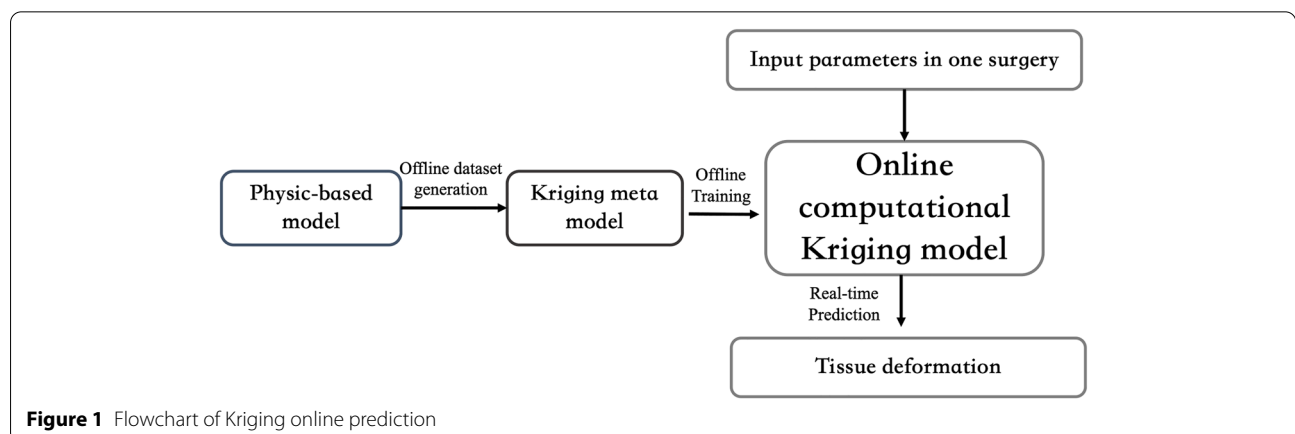 Input parameters in one surgery
Physic-based
model
Offline dataset
generation
Kriging meta
model
Offline
Training
Online
computational
Kriging model
Real-time
Prediction
Tissue deformation
Figure 1 Flowchart of Kriging online prediction